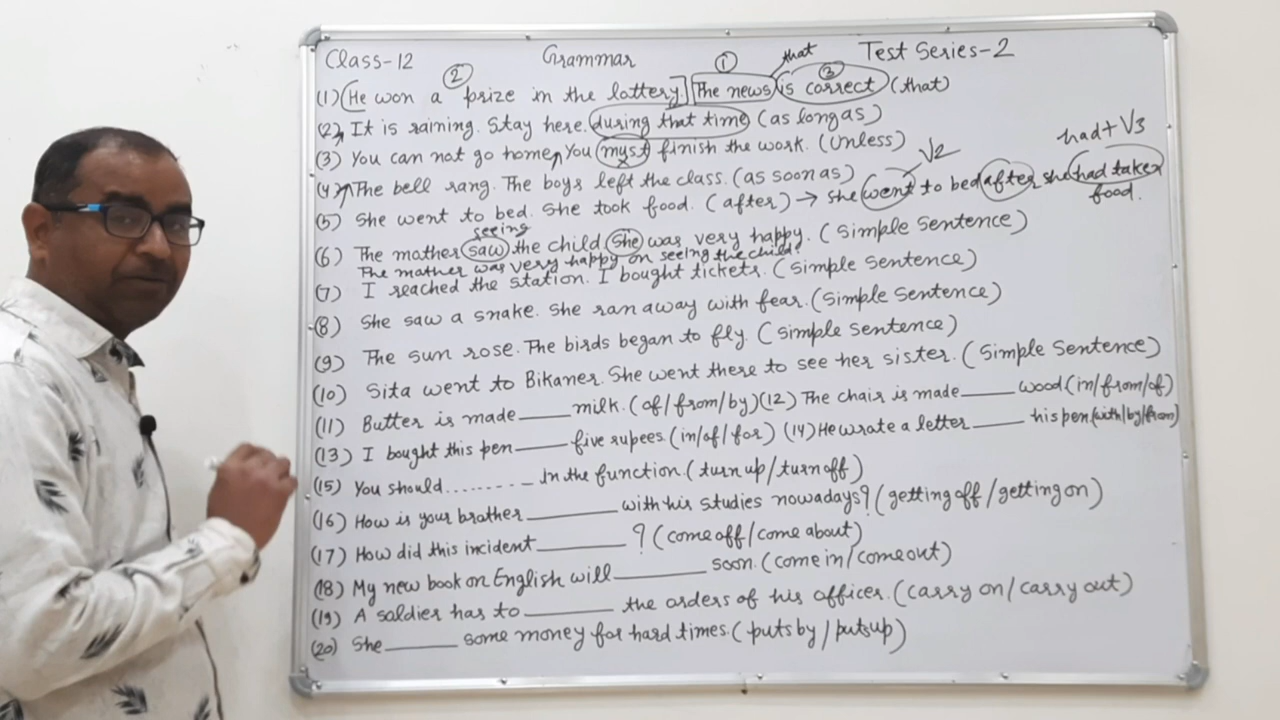 Class-12 Grammar Test Series-2
② ① that ③
(1) He won a prize in the lottery. The news is correct (that)
(2) It is raining. Stay here. during that time (as long as)
had + V3
(3) You can not go home, You must finish the work. (Unless)
V2
(4) The bell rang. The boys left the class. (as soon as)
(5) She went to bed. She took food. (after) → she went to bed after she had taken food.
seeing
(6) The mother saw the child. She was very happy. (Simple Sentence)
The mother was very happy on seeing the child.
(7) I reached the station. I bought tickets. (Simple Sentence)
(8) She saw a snake. She ran away with fear. (Simple Sentence)
(9) The sun rose. The birds began to fly. (Simple Sentence)
(10) Sita went to Bikaner. She went there to see her sister. (Simple Sentence)
(11) Butter is made ____ milk. (of/from/by) (12) The chair is made ____ wood (in/from/of)
(13) I bought this pen ____ five rupees. (in/of/for) (14) He wrate a letter ____ his pen (with/by/from)
(15) You should ........ In the function. (turn up/turn off)
(16) How is your brother ____ with his studies nowadays? (getting off/getting on)
(17) How did this incident ____ ? (come off/come about)
(18) My new book on English will ____ soon. (come in/come out)
(19) A soldier has to ____ the orders of his officer. (carry on/carry out)
(20) She ____ some money for hard times. (puts by/puts up)